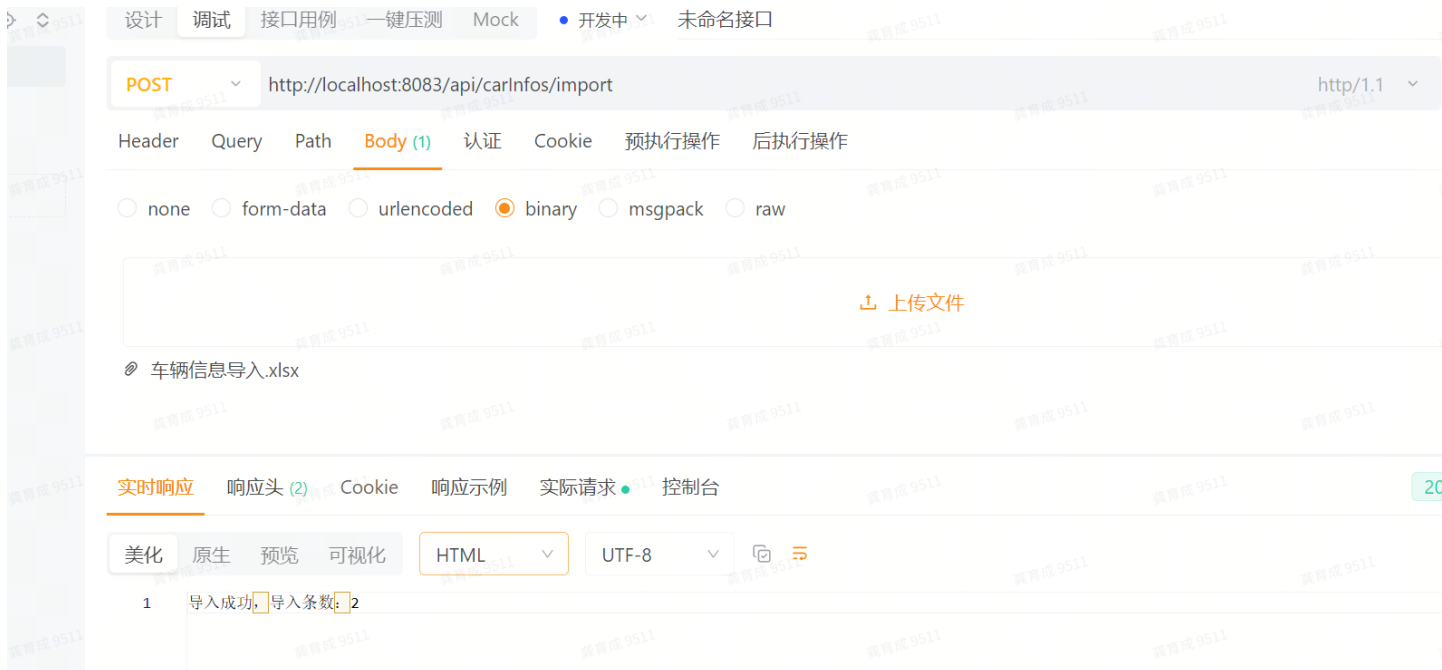 设计 调试 接口用例 一键压测 Mock 开发中 未命名接口
POST http://localhost:8083/api/carInfos/import http/1.1
Header Query Path Body (1) 认证 Cookie 预执行操作 后执行操作
none form-data urlencoded binary msgpack raw
上传文件
车辆信息导入.xlsx
实时响应 响应头 (2) Cookie 响应示例 实际请求 控制台 20
美化 原生 预览 可视化 HTML UTF-8
1 导入成功，导入条数：2
龚育成 9511